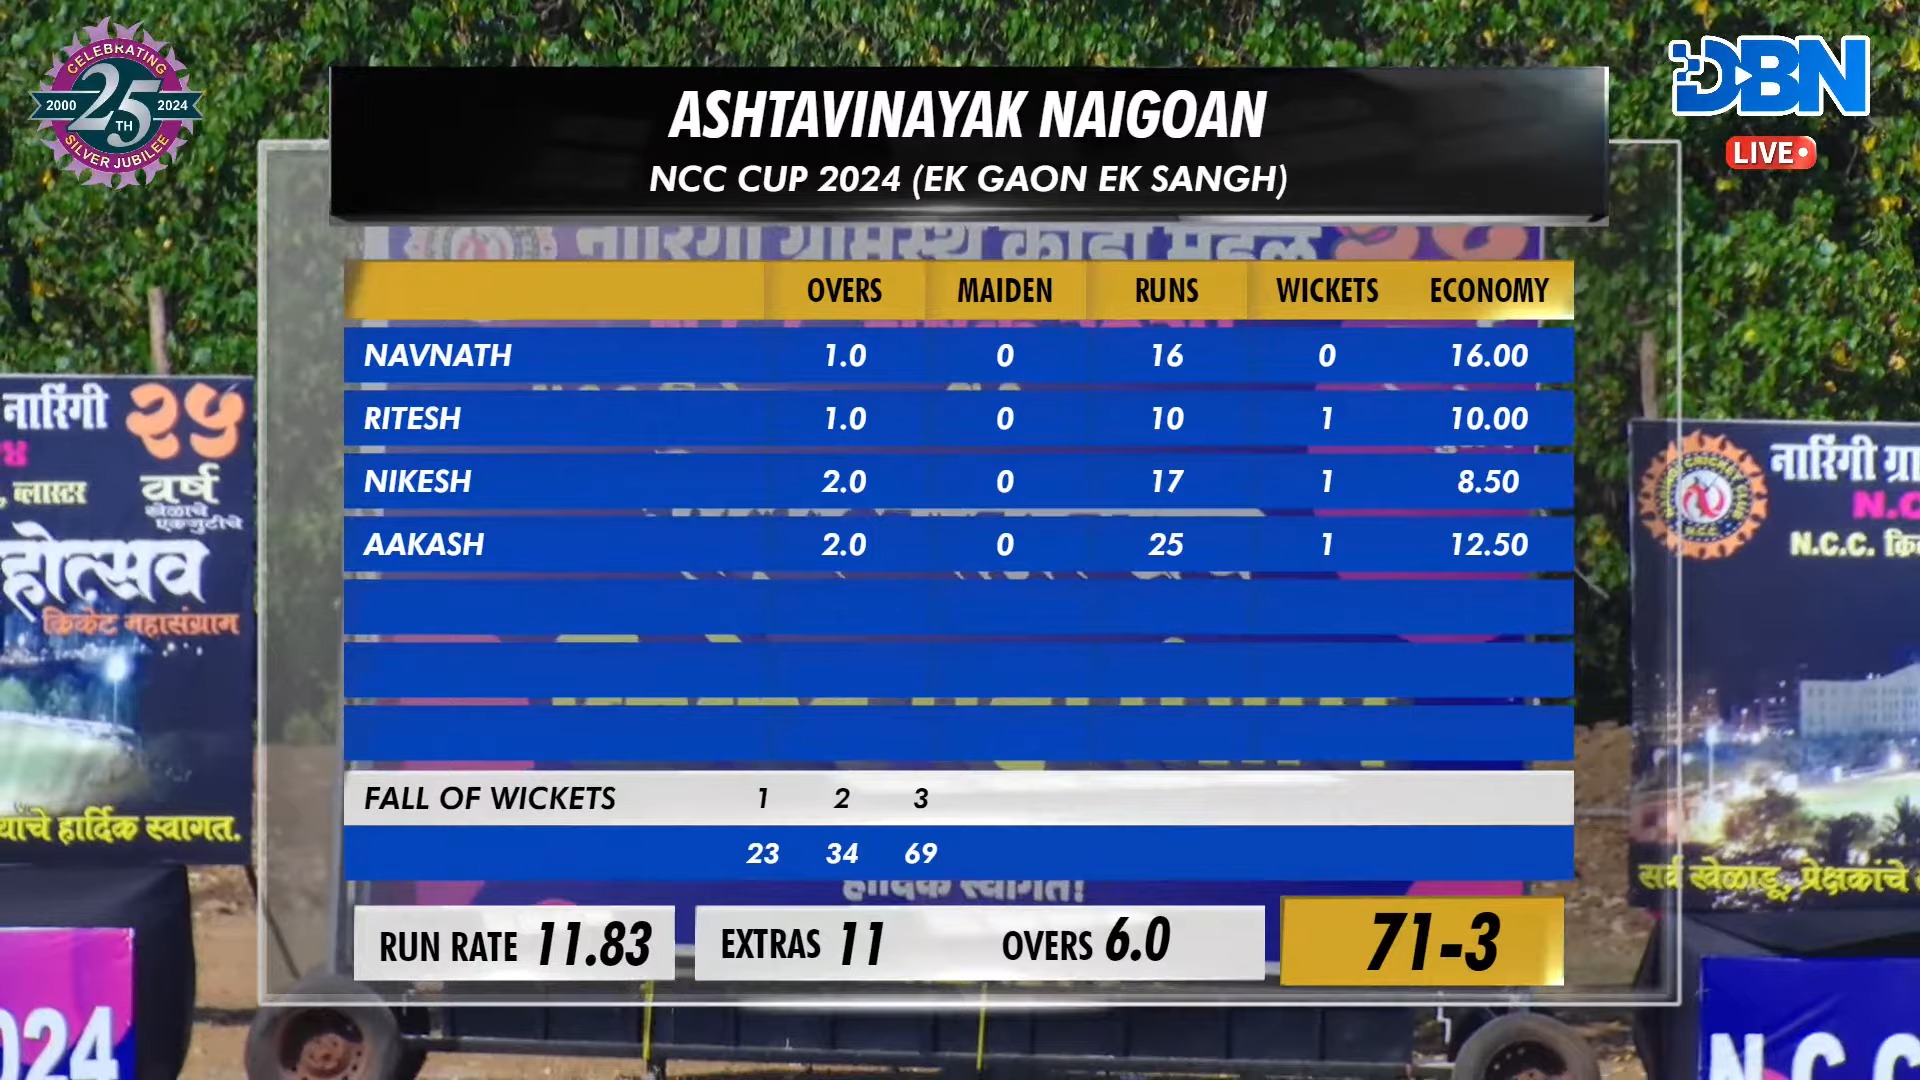 CELEBRATING
2000 25TH 2024
SILVER JUBILEE
DBN
LIVE
ASHTAVINAYAK NAIGOAN
NCC CUP 2024 (EK GAON EK SANGH)
OVERS MAIDEN RUNS WICKETS ECONOMY
NAVNATH 1.0 0 16 0 16.00
RITESH 1.0 0 10 1 10.00
NIKESH 2.0 0 17 1 8.50
AAKASH 2.0 0 25 1 12.50
FALL OF WICKETS 1 2 3
23 34 69
RUN RATE 11.83 EXTRAS 11 OVERS 6.0 71-3
नारिंगी २५
वर्ष
क्रिकेट महासंग्राम
हार्दिक स्वागत.
024
नारिंगी
N.C.C.
सर्व खेळाडू, प्रेक्षकांचे
N.C.C